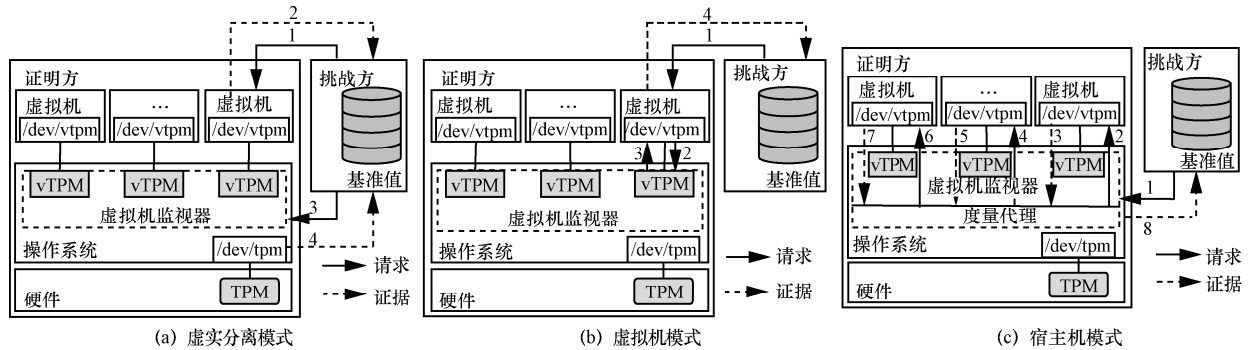 2
1
证明方
挑战方
虚拟机
…
虚拟机
/dev/vtpm
/dev/vtpm
/dev/vtpm
vTPM
vTPM
vTPM
基准值
3
虚拟机监视器
4
操作系统
/dev/tpm
请求
硬件
TPM
证据
(a) 虚实分离模式
4
1
证明方
挑战方
虚拟机
…
虚拟机
/dev/vtpm
/dev/vtpm
/dev/vtpm
3
2
vTPM
vTPM
vTPM
基准值
虚拟机监视器
操作系统
/dev/tpm
请求
硬件
TPM
证据
(b) 虚拟机模式
证明方
挑战方
虚拟机
…
虚拟机
/dev/vtpm
/dev/vtpm
/dev/vtpm
7
6
5
4
3
2
vTPM
vTPM
vTPM
基准值
虚拟机监视器
1
度量代理
8
操作系统
/dev/tpm
请求
硬件
TPM
证据
(c) 宿主机模式